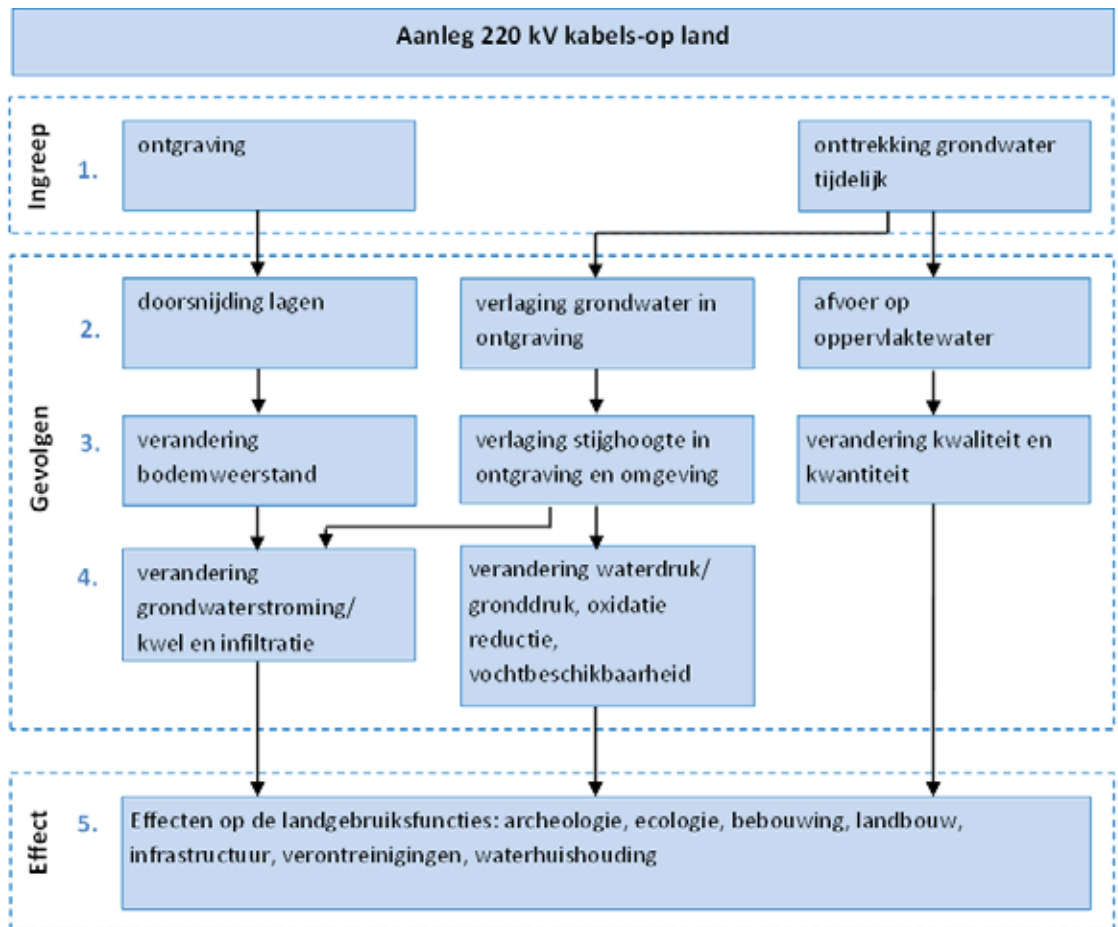 Aanleg 220 kV kabels-op land
Ingreep
1.
ontgraving
onttrekking grondwater
tijdelijk
Gevolgen
2.
doorsnijding lagen
verlaging grondwater in
ontgraving
afvoer op
oppervlaktewater
3.
verandering
bodemweerstand
verlaging stijghoogte in
ontgraving en omgeving
verandering kwaliteit en
kwantiteit
4.
verandering
grondwaterstroming/
kwel en infiltratie
verandering waterdruk/
gronddruk, oxidatie
reductie,
vochtbeschikbaarheid
Effect
5.
Effecten op de landgebruiksfuncties: archeologie, ecologie, bebouwing, landbouw,
infrastructuur, verontreinigingen, waterhuishouding